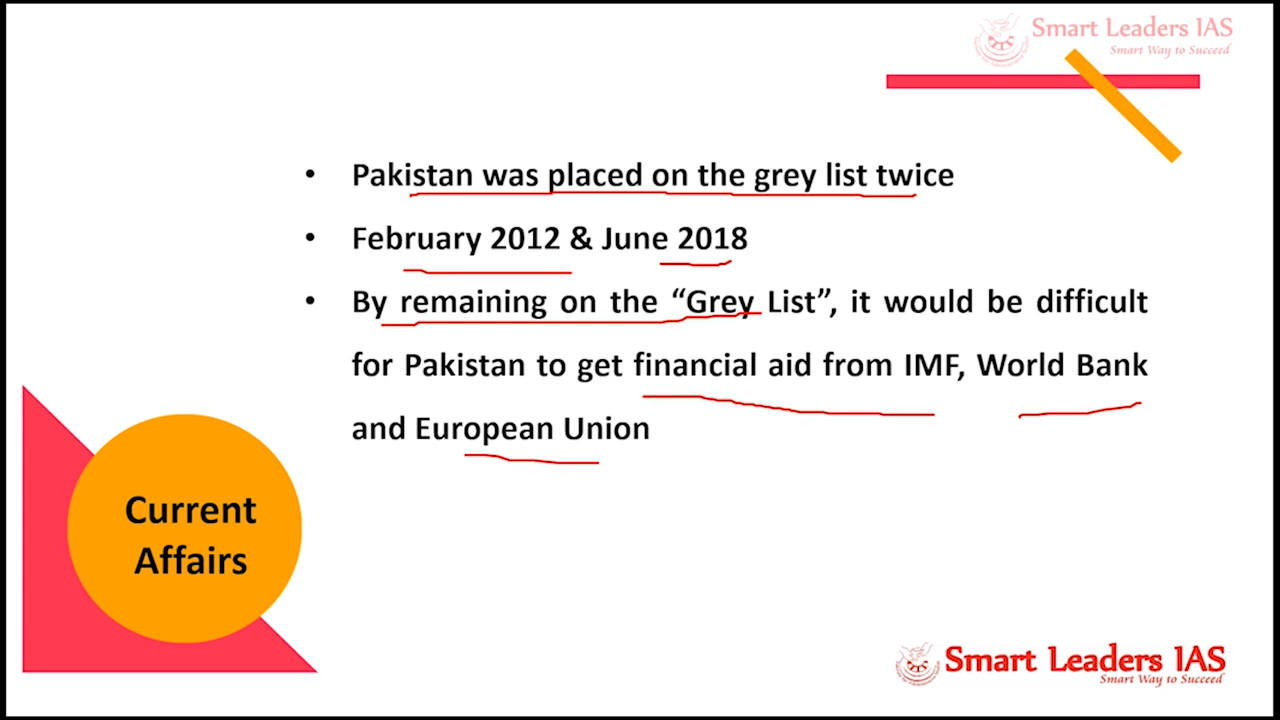 Smart Leaders IAS
Smart Way to Succeed
• Pakistan was placed on the grey list twice
• February 2012 & June 2018
• By remaining on the “Grey List”, it would be difficult
for Pakistan to get financial aid from IMF, World Bank
and European Union
Current
Affairs
Smart Leaders IAS
Smart Way to Succeed